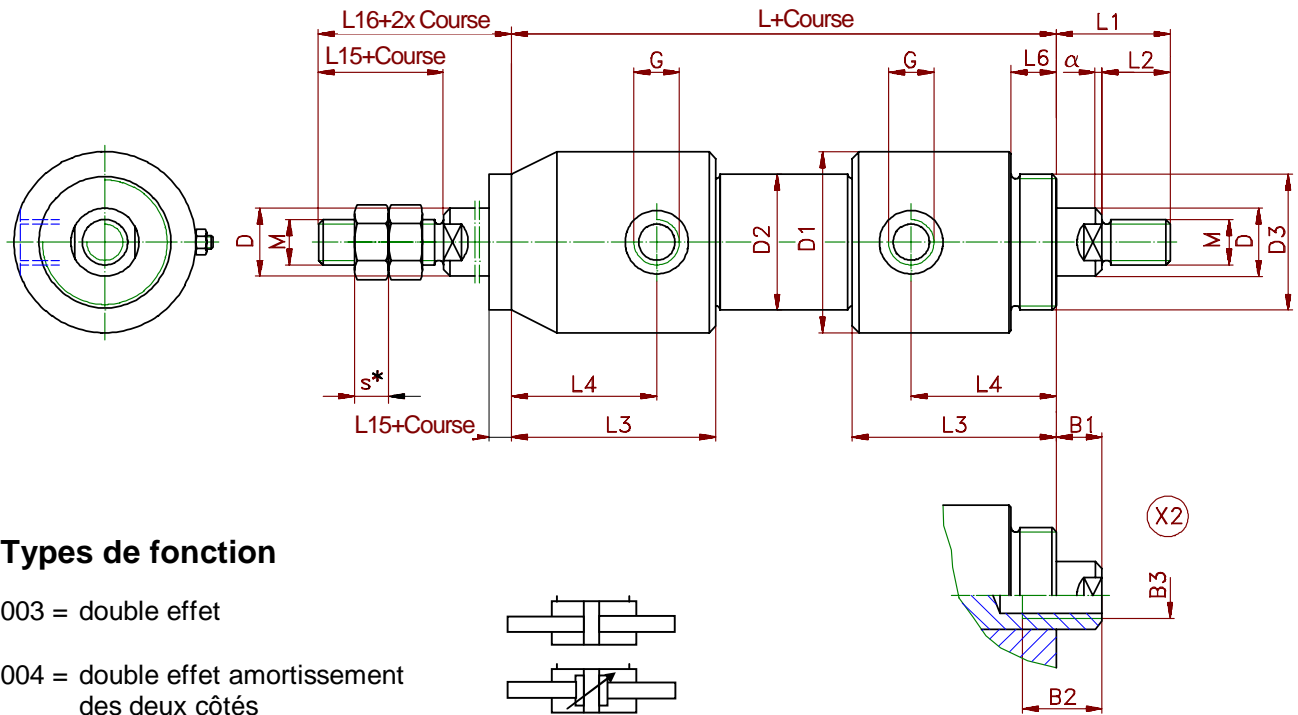 L16+2x Course
L+Course
L1
L15+Course
G
G
L6
α
L2
D
M
D2
D1
M
D
D3
s*
L4
L4
L15+Course
L3
L3
B1
X2
Types de fonction
003 = double effet
B3
004 = double effet amortissement
des deux côtés
B2